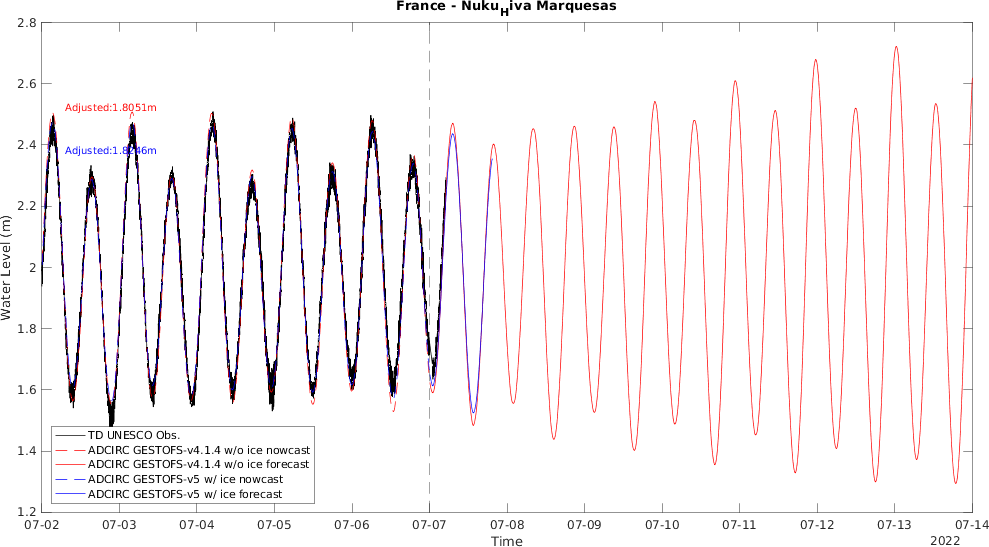 France - Nuku_Hiva Marquesas
2.8
2.6
2.4
2.2
2
1.8
1.6
1.4
1.2
Water Level (m)
Adjusted:1.8051m
Adjusted:1.8246m
TD UNESCO Obs.
ADCIRC GESTOFS-v4.1.4 w/o ice nowcast
ADCIRC GESTOFS-v4.1.4 w/o ice forecast
ADCIRC GESTOFS-v5 w/ ice nowcast
ADCIRC GESTOFS-v5 w/ ice forecast
07-02 07-03 07-04 07-05 07-06 07-07 07-08 07-09 07-10 07-11 07-12 07-13 07-14
Time
2022